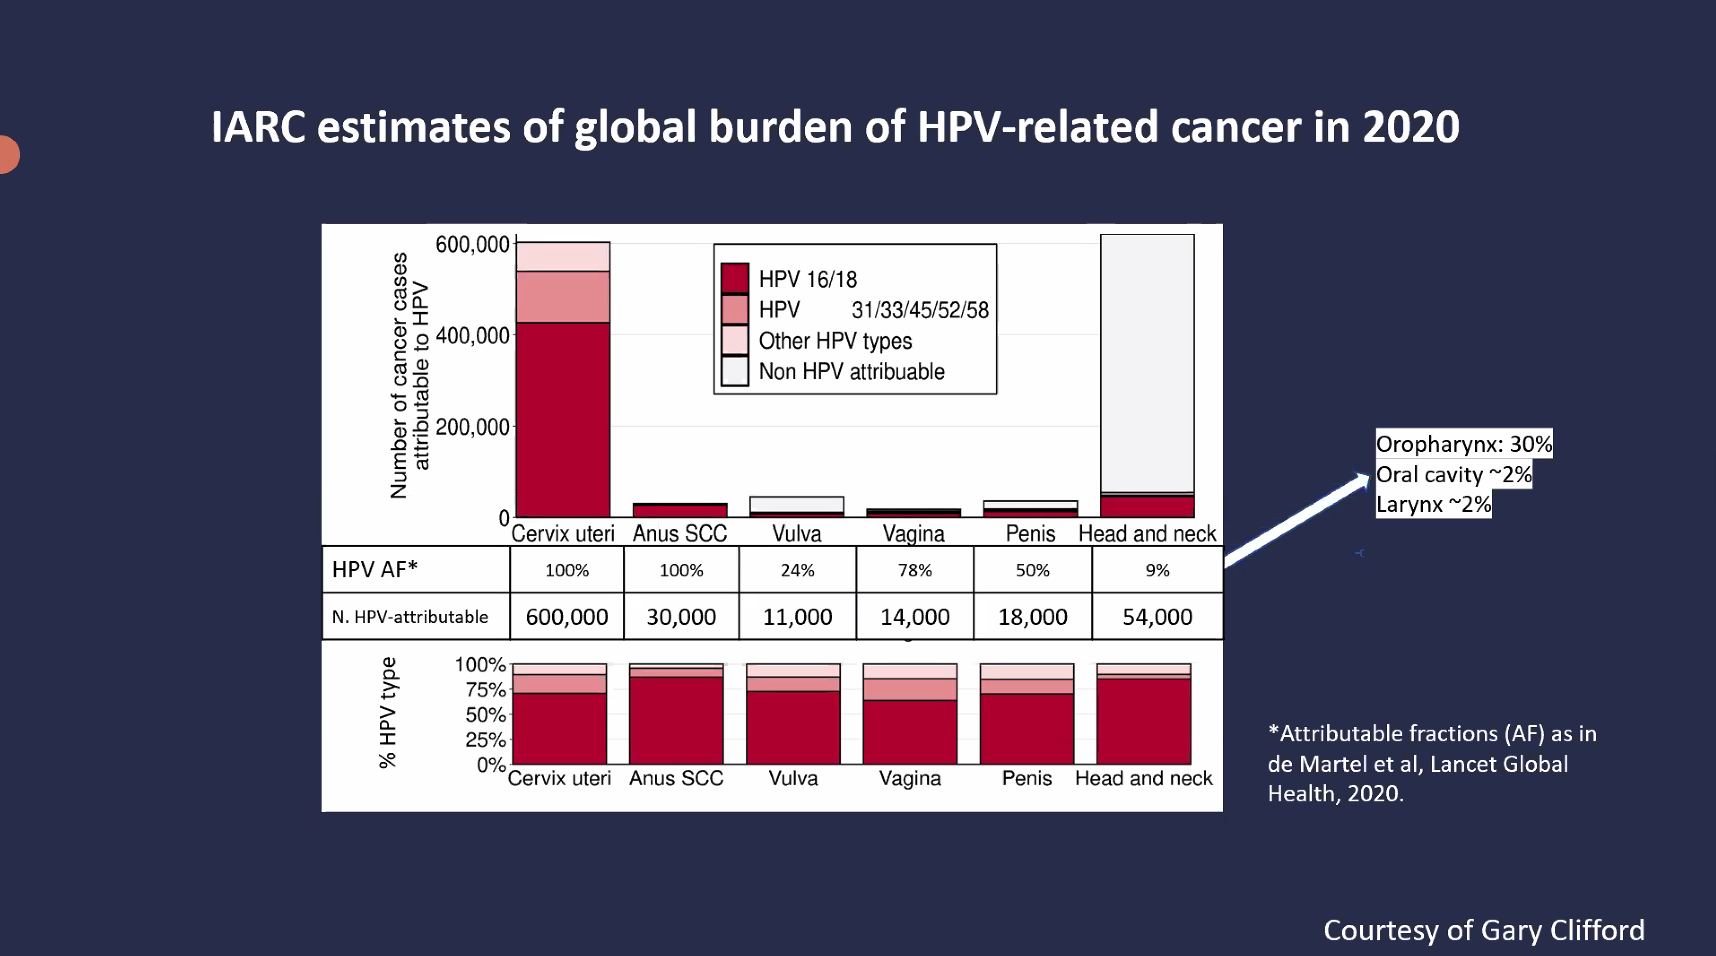 IARC estimates of global burden of HPV-related cancer in 2020
Number of cancer cases
attributable to HPV
600,000
400,000
200,000
0
HPV 16/18
HPV 31/33/45/52/58
Other HPV types
Non HPV attribuable
Cervix uteri Anus SCC Vulva Vagina Penis Head and neck
HPV AF* 100% 100% 24% 78% 50% 9%
N. HPV-attributable 600,000 30,000 11,000 14,000 18,000 54,000
Oropharynx: 30%
Oral cavity ~2%
Larynx ~2%
% HPV type
100%
75%
50%
25%
0%
Cervix uteri Anus SCC Vulva Vagina Penis Head and neck
*Attributable fractions (AF) as in
de Martel et al, Lancet Global
Health, 2020.
Courtesy of Gary Clifford